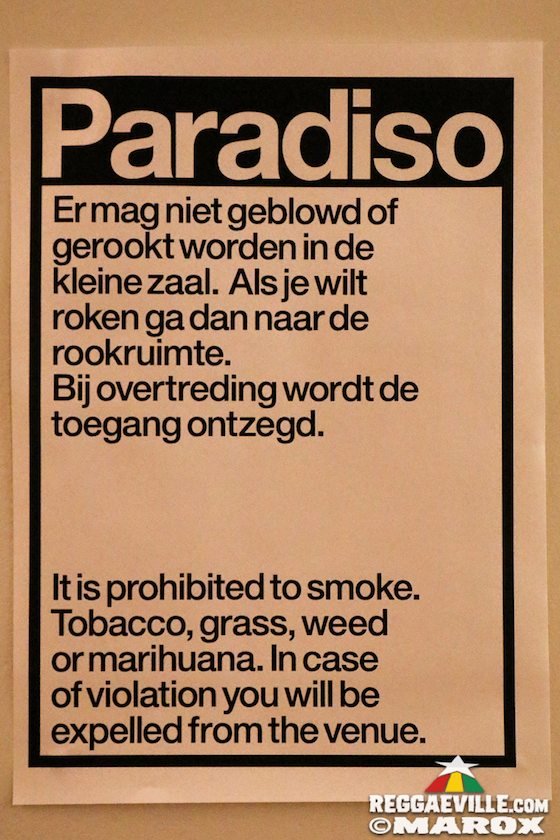 Paradiso
Er mag niet geblowd of
gerookt worden in de
kleine zaal. Als je wilt
roken ga dan naar de
rookruimte.
Bij overtreding wordt de
toegang ontzegd.
It is prohibited to smoke.
Tobacco, grass, weed
or marihuana. In case
of violation you will be
expelled from the venue.
REGGAEVILLE.COM
©MAROX